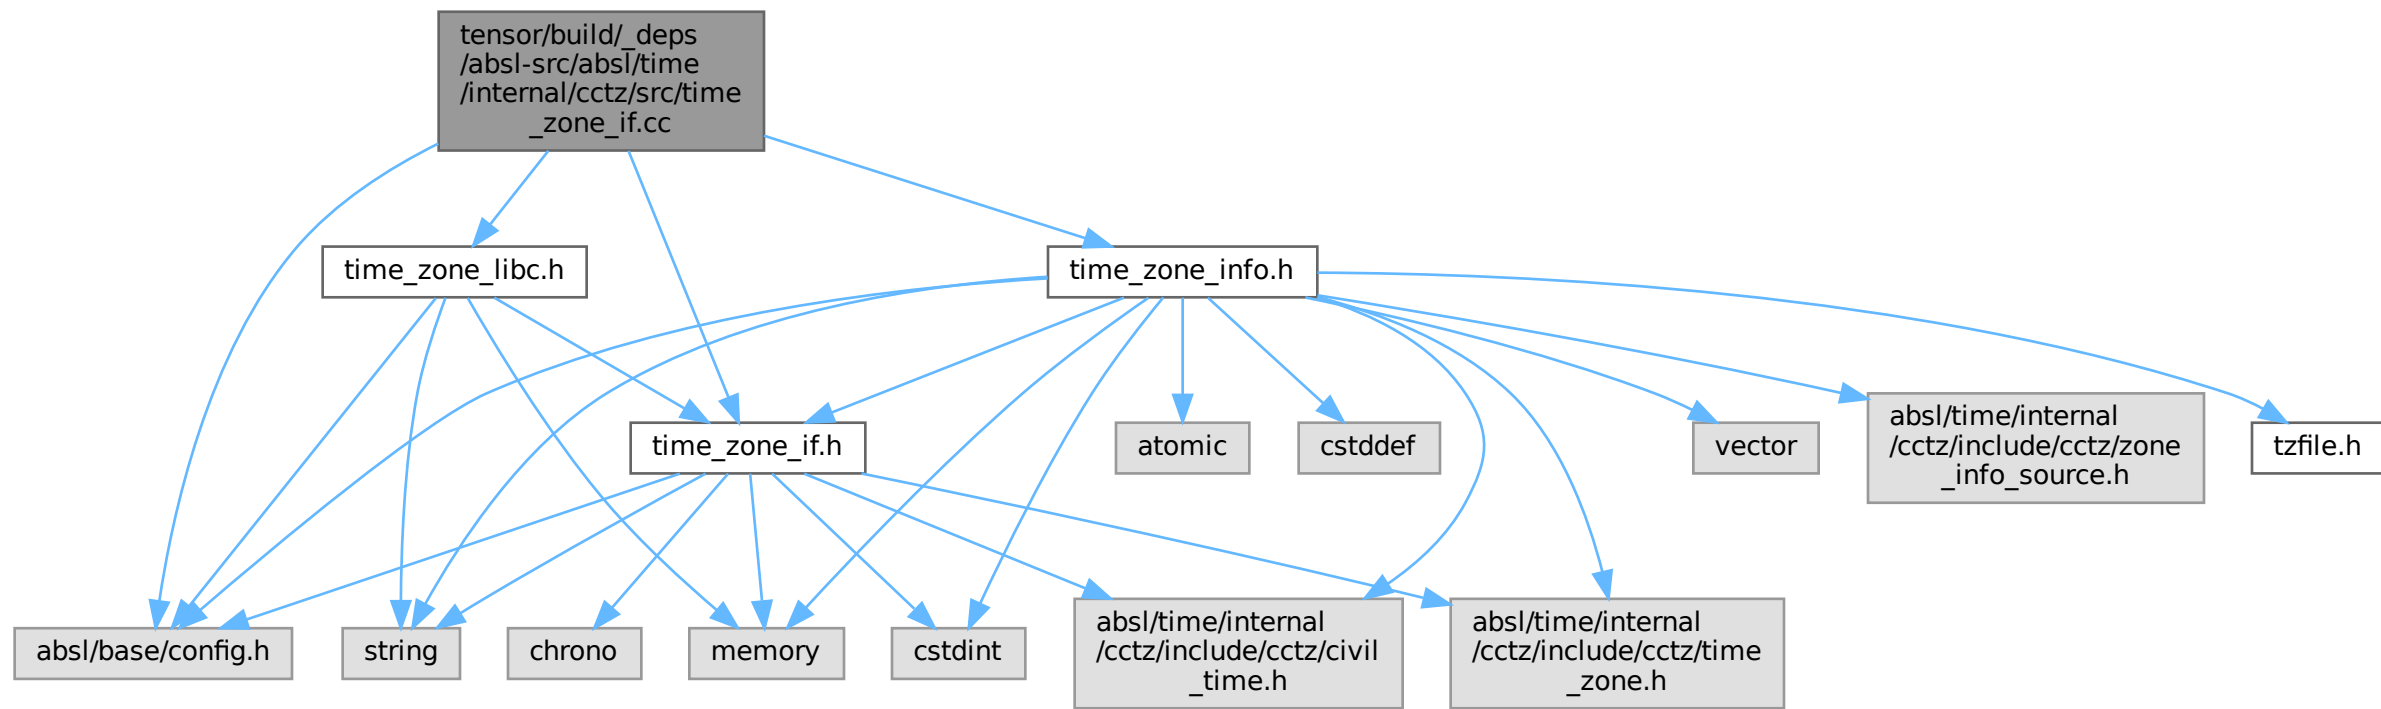 tensor/build/_deps
/absl-src/absl/time
/internal/cctz/src/time
_zone_if.cc
time_zone_libc.h
time_zone_info.h
time_zone_if.h
atomic
cstddef
vector
absl/time/internal
/cctz/include/cctz/zone
_info_source.h
tzfile.h
absl/base/config.h
string
chrono
memory
cstdint
absl/time/internal
/cctz/include/cctz/civil
_time.h
absl/time/internal
/cctz/include/cctz/time
_zone.h